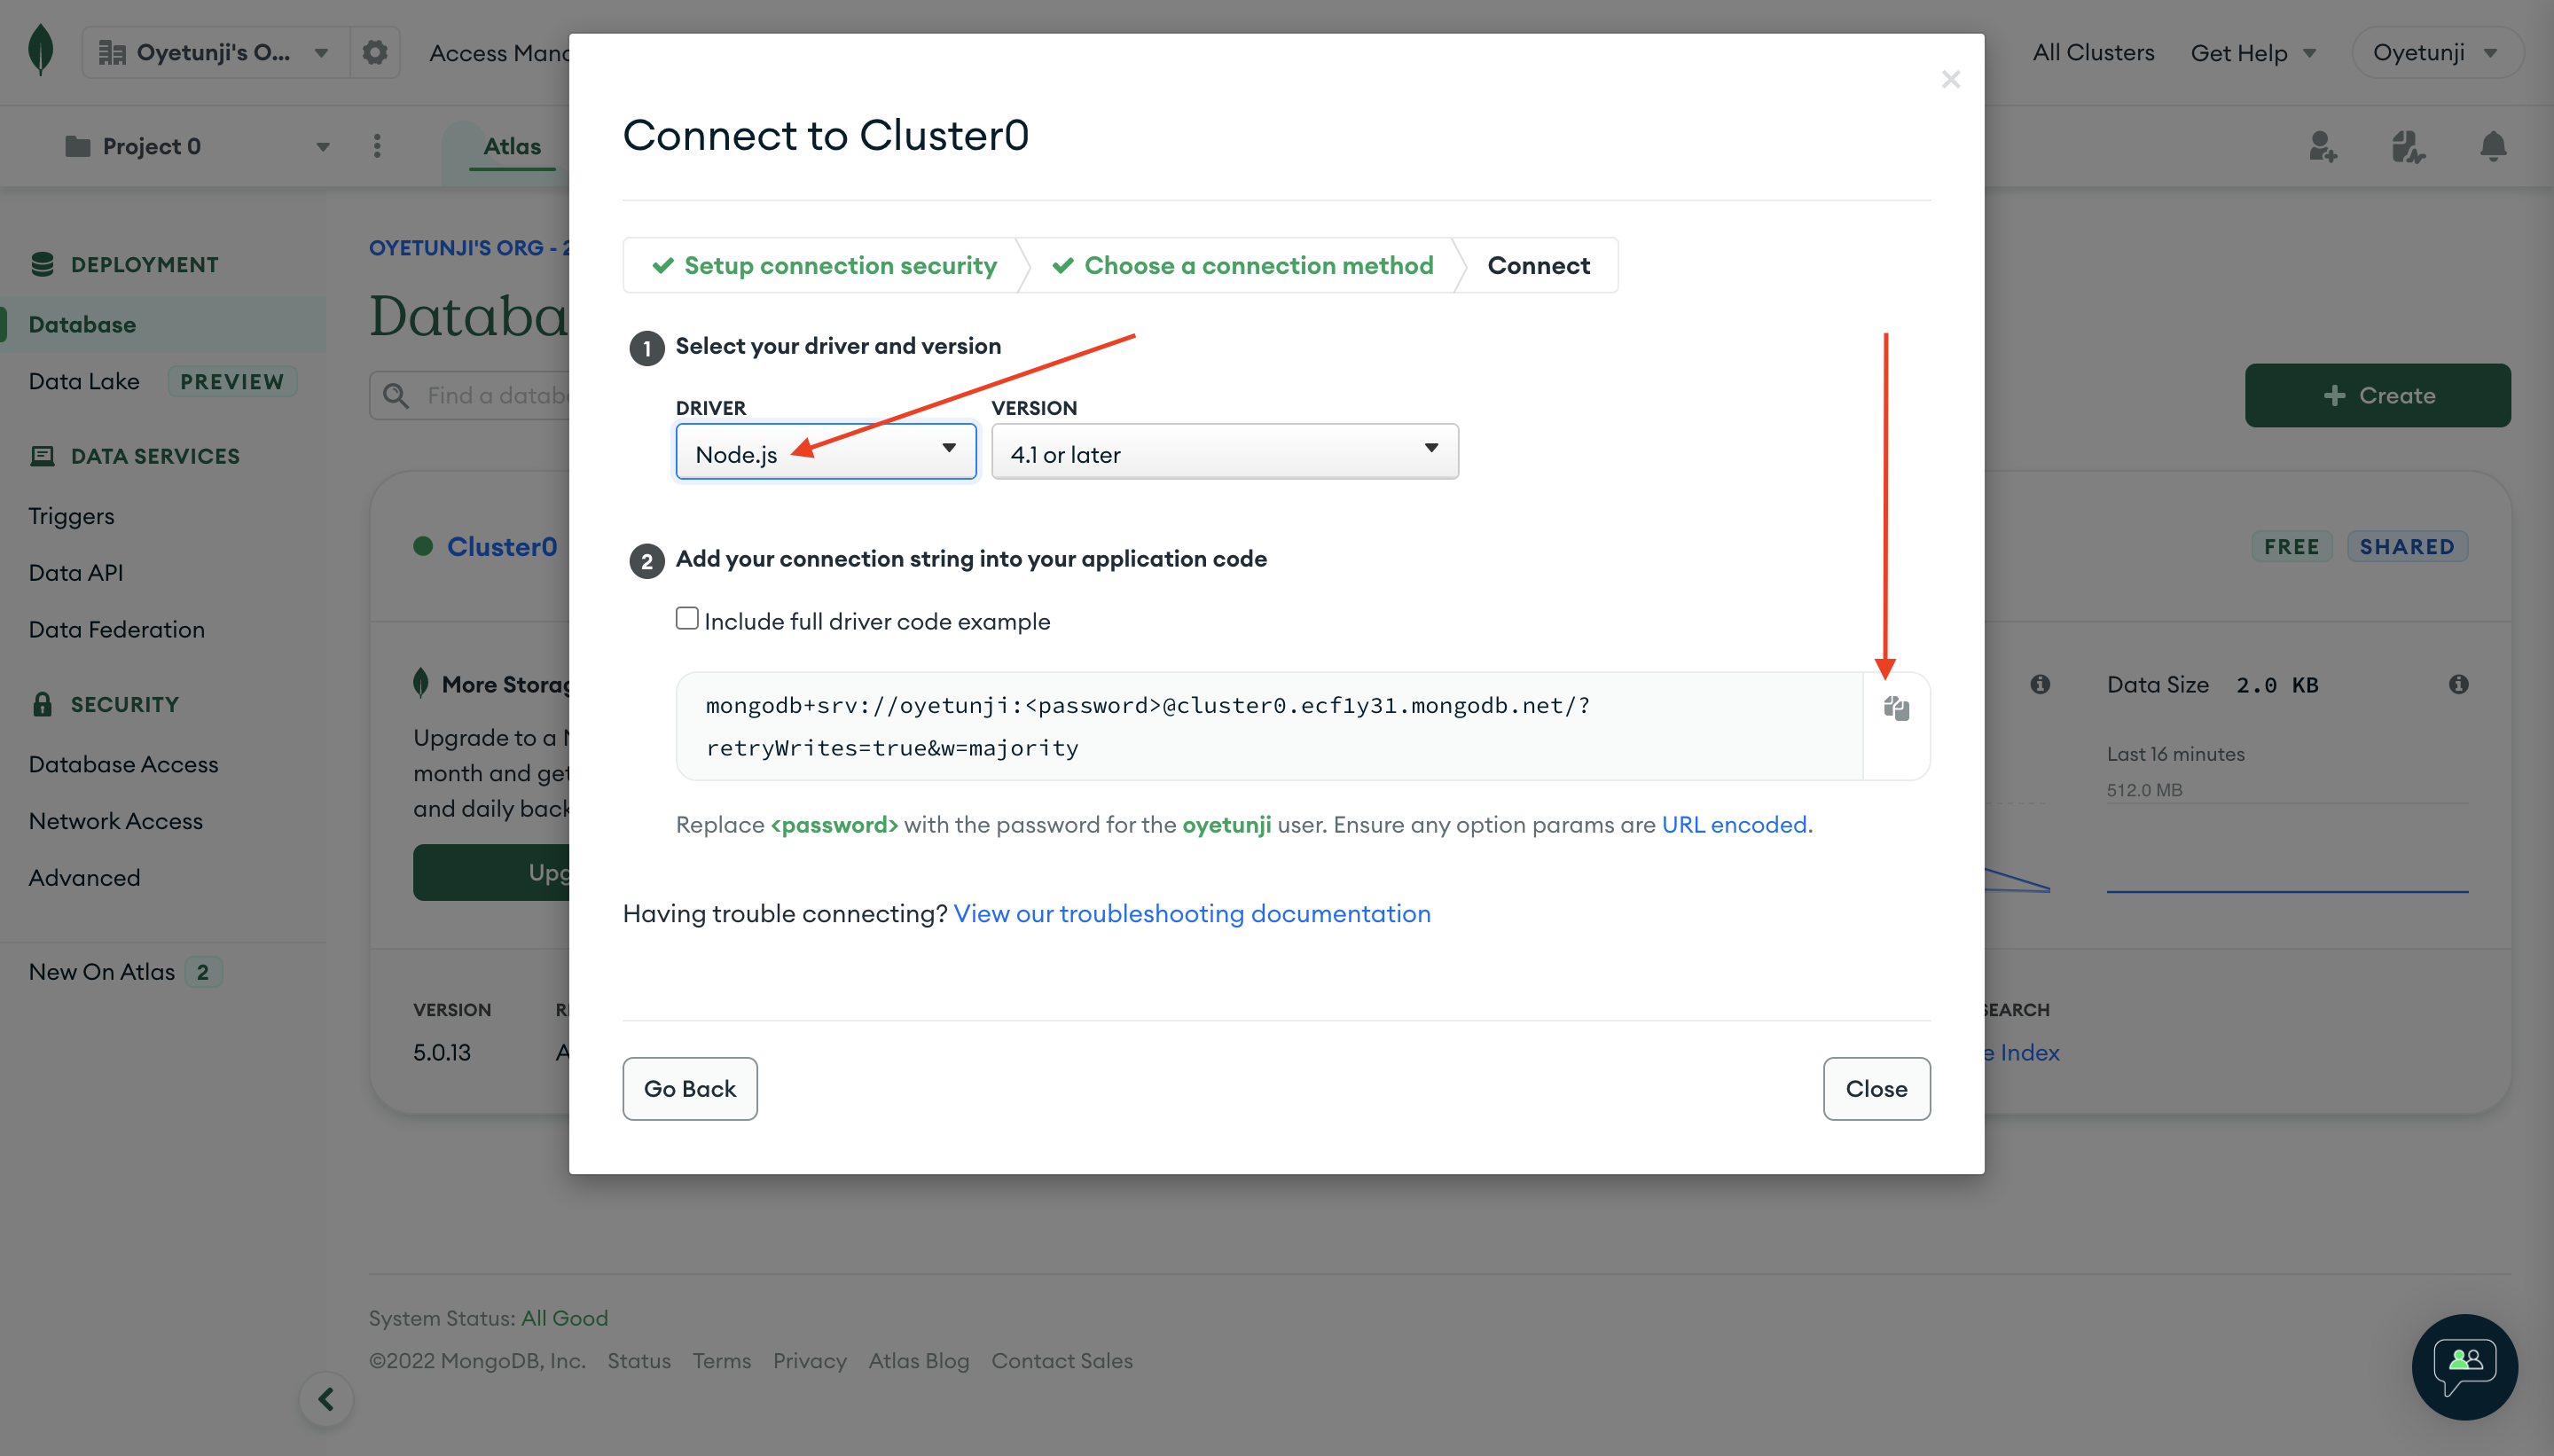 Oyetunji's O...
Access Mana
All Clusters
Get Help
Oyetunji
Project 0
Atlas
DEPLOYMENT
Database
Data Lake PREVIEW
DATA SERVICES
Triggers
Data API
Data Federation
SECURITY
Database Access
Network Access
Advanced
New On Atlas 2
OYETUNJI'S ORG - 2
Databa
Find a databa
+ Create
Cluster0
FREE SHARED
More Storag
Upgrade to a M
month and get
and daily back
Upg
Data Size 2.0 KB
Last 16 minutes
512.0 MB
VERSION
5.0.13
R
A
SEARCH
e Index
Connect to Cluster0
Setup connection security
Choose a connection method
Connect
1 Select your driver and version
DRIVER VERSION
Node.js 4.1 or later
2 Add your connection string into your application code
Include full driver code example
mongodb+srv://oyetunji:<password>@cluster0.ecf1y31.mongodb.net/?
retryWrites=true&w=majority
Replace <password> with the password for the oyetunji user. Ensure any option params are URL encoded.
Having trouble connecting? View our troubleshooting documentation
Go Back
Close
System Status: All Good
©2022 MongoDB, Inc. Status Terms Privacy Atlas Blog Contact Sales